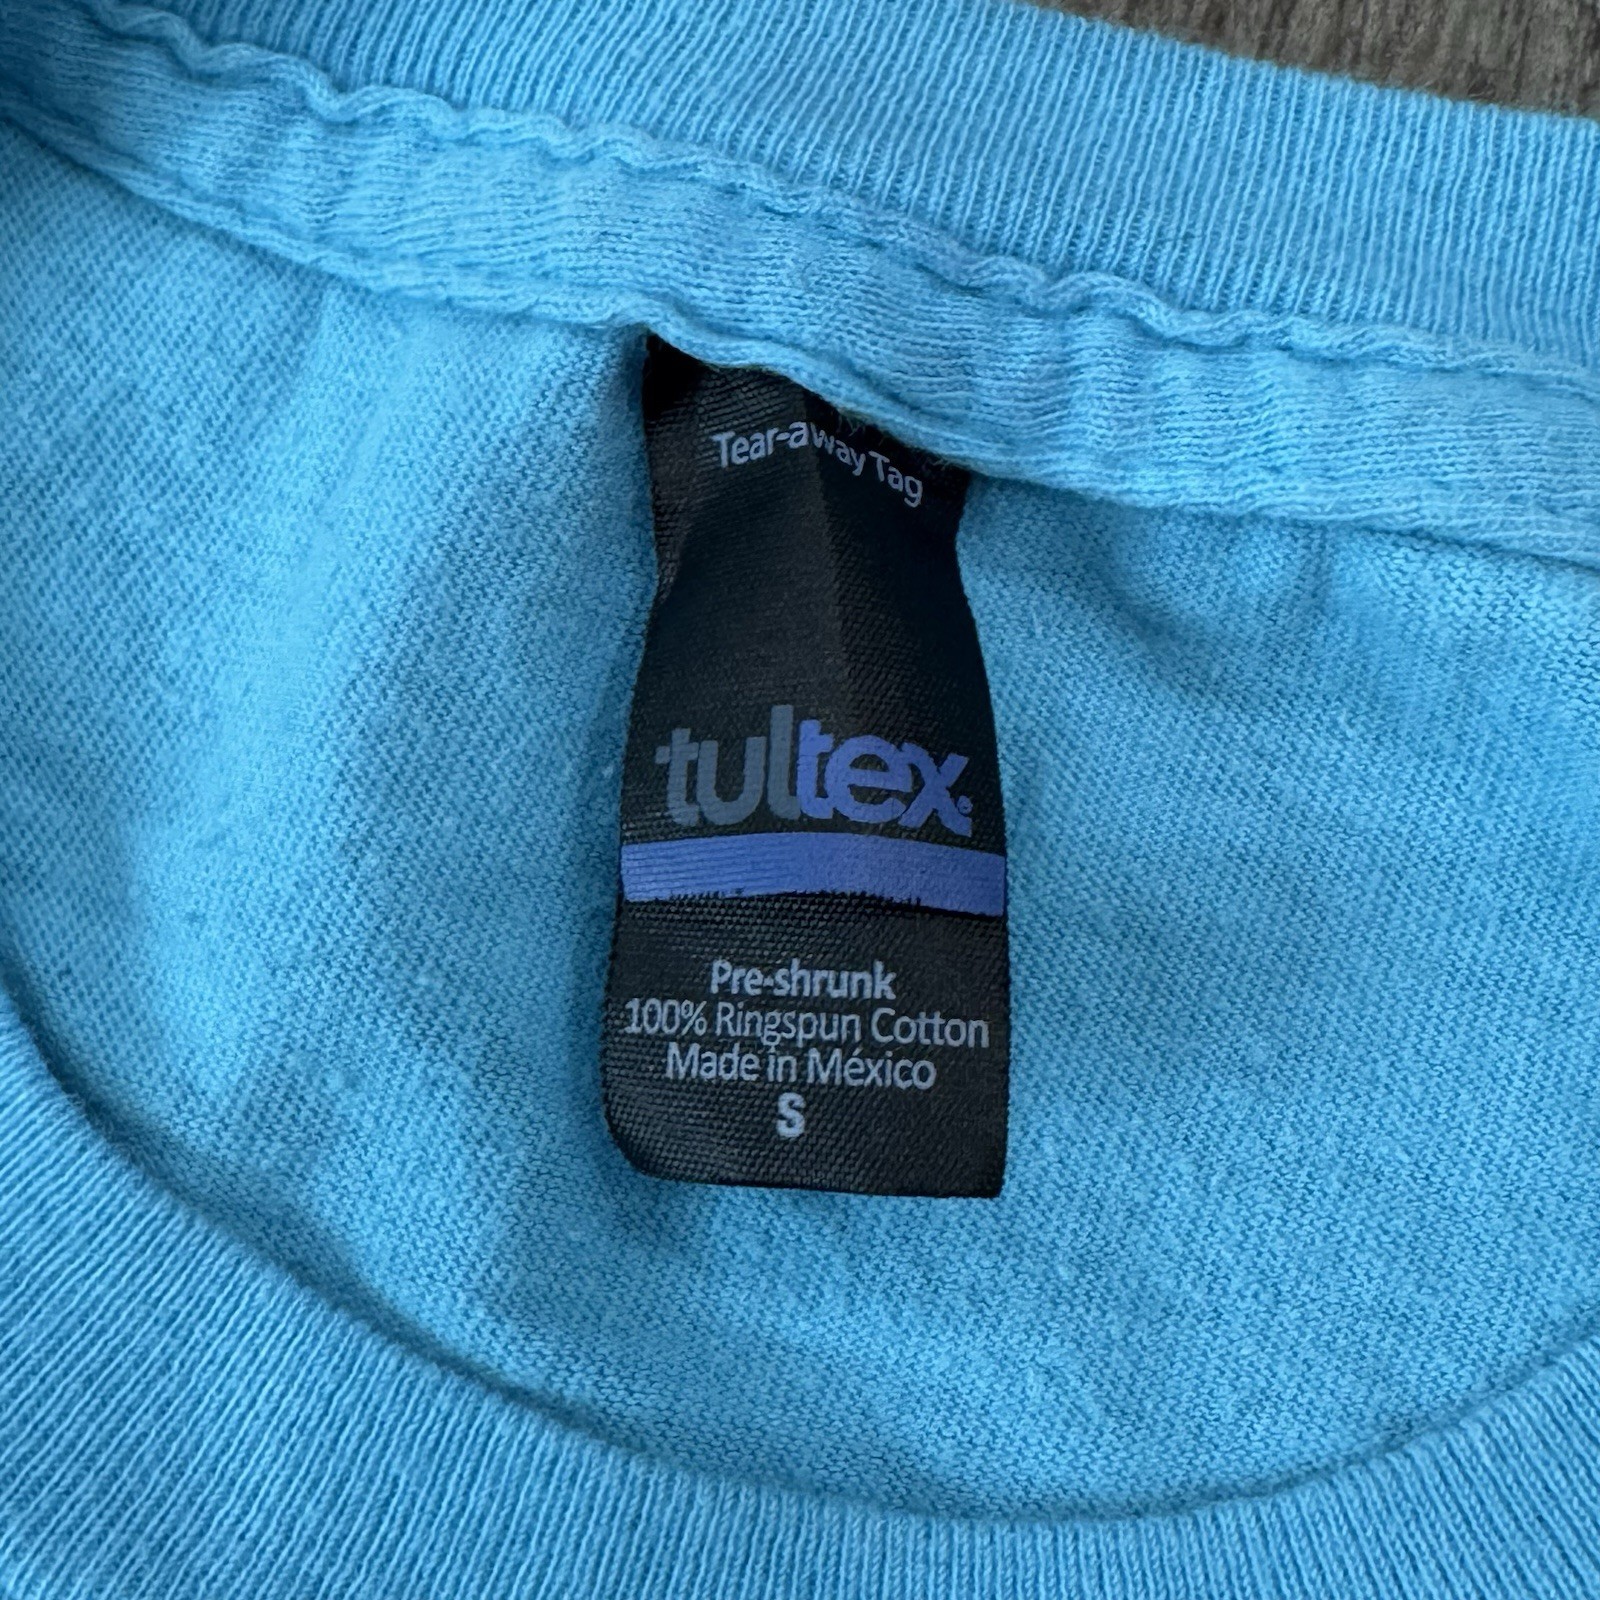 Tear-away Tag
tultex®
Pre-shrunk
100% Ringspun Cotton
Made in México
S